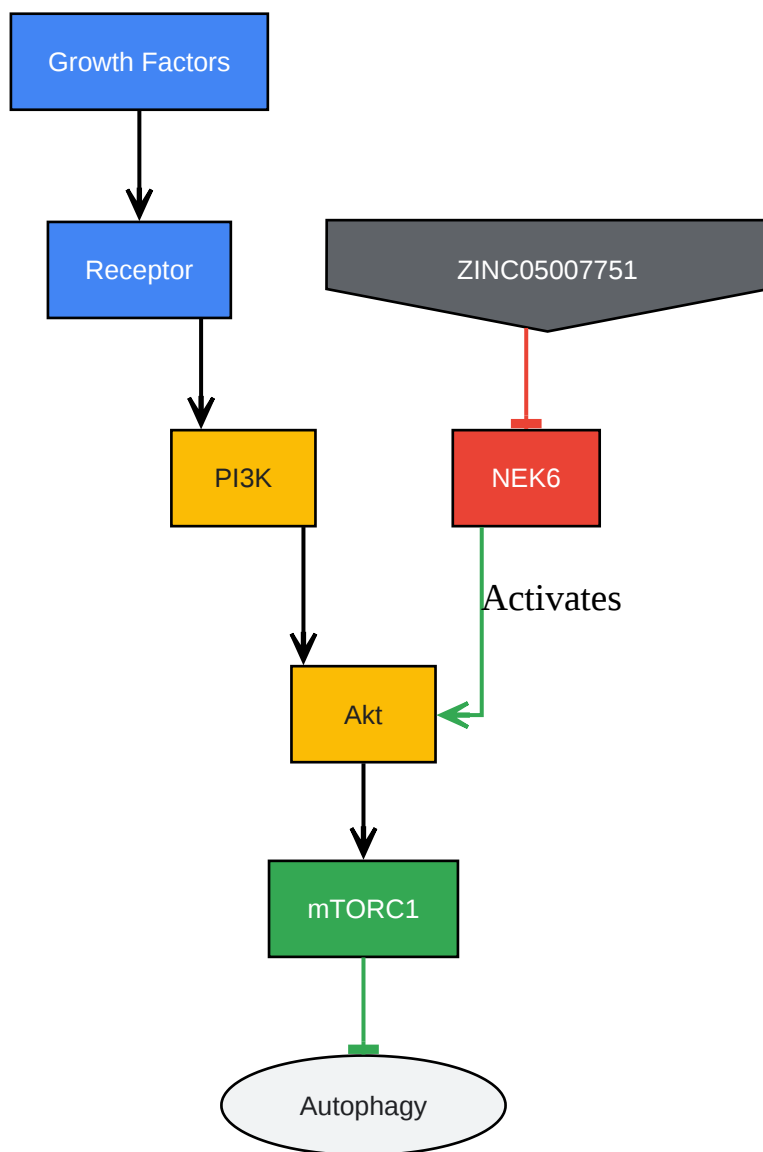 Growth Factors
Receptor
ZINC05007751
PI3K
NEK6
Activates
Akt
mTORC1
Autophagy